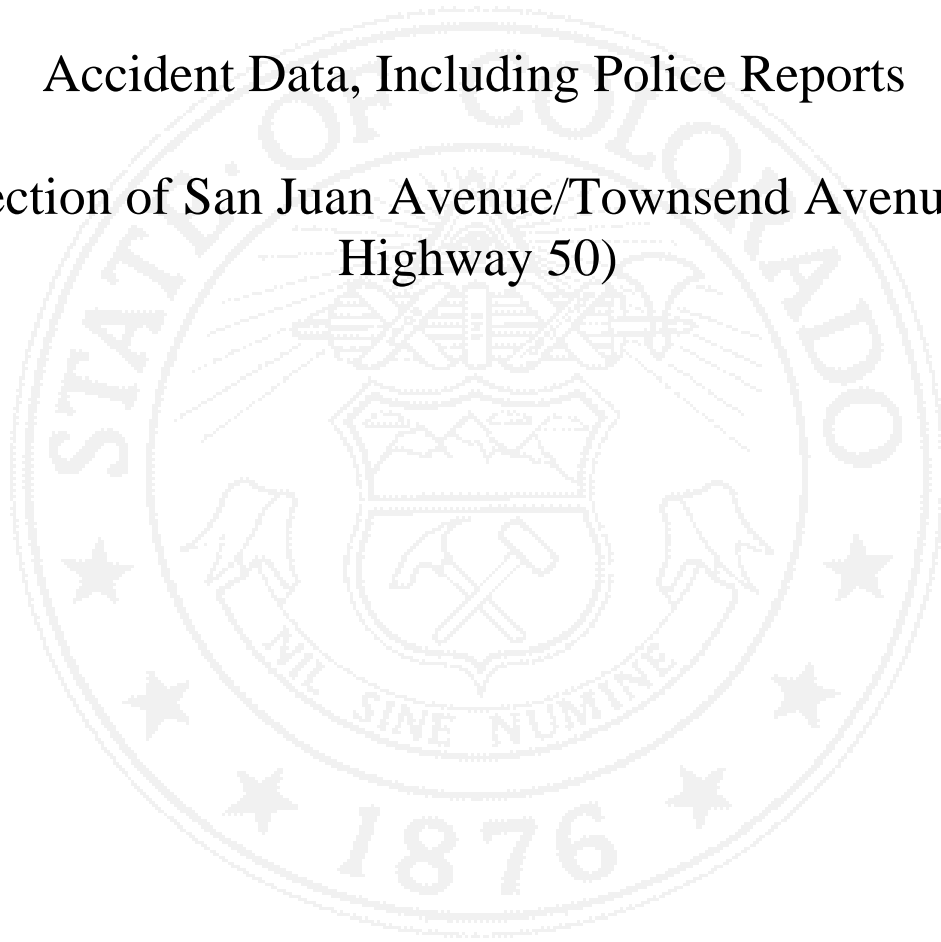 Accident Data, Including Police Reports
ection of San Juan Avenue/Townsend Avenu
Highway 50)
STATE OF COLORADO
NIL SINE NUMINE
1876